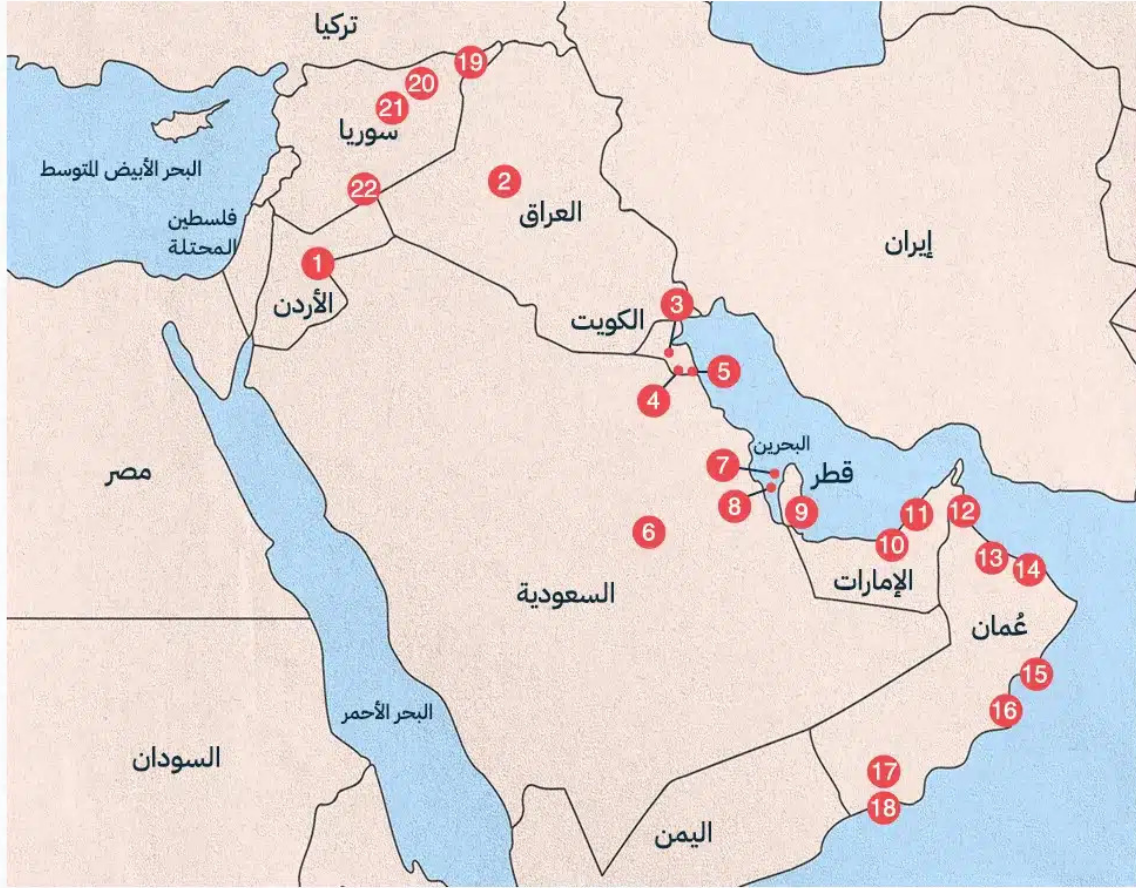 تركيا
19
20
21
سوريا
البحر الأبيض المتوسط
2
22
العراق
فلسطين
المحتلة
إيران
1
الأردن
3
الكويت
5
4
البحرين
7
قطر
مصر
8
9
11
12
6
10
13
14
الإمارات
السعودية
عُمان
15
البحر الأحمر
16
السودان
17
18
اليمن